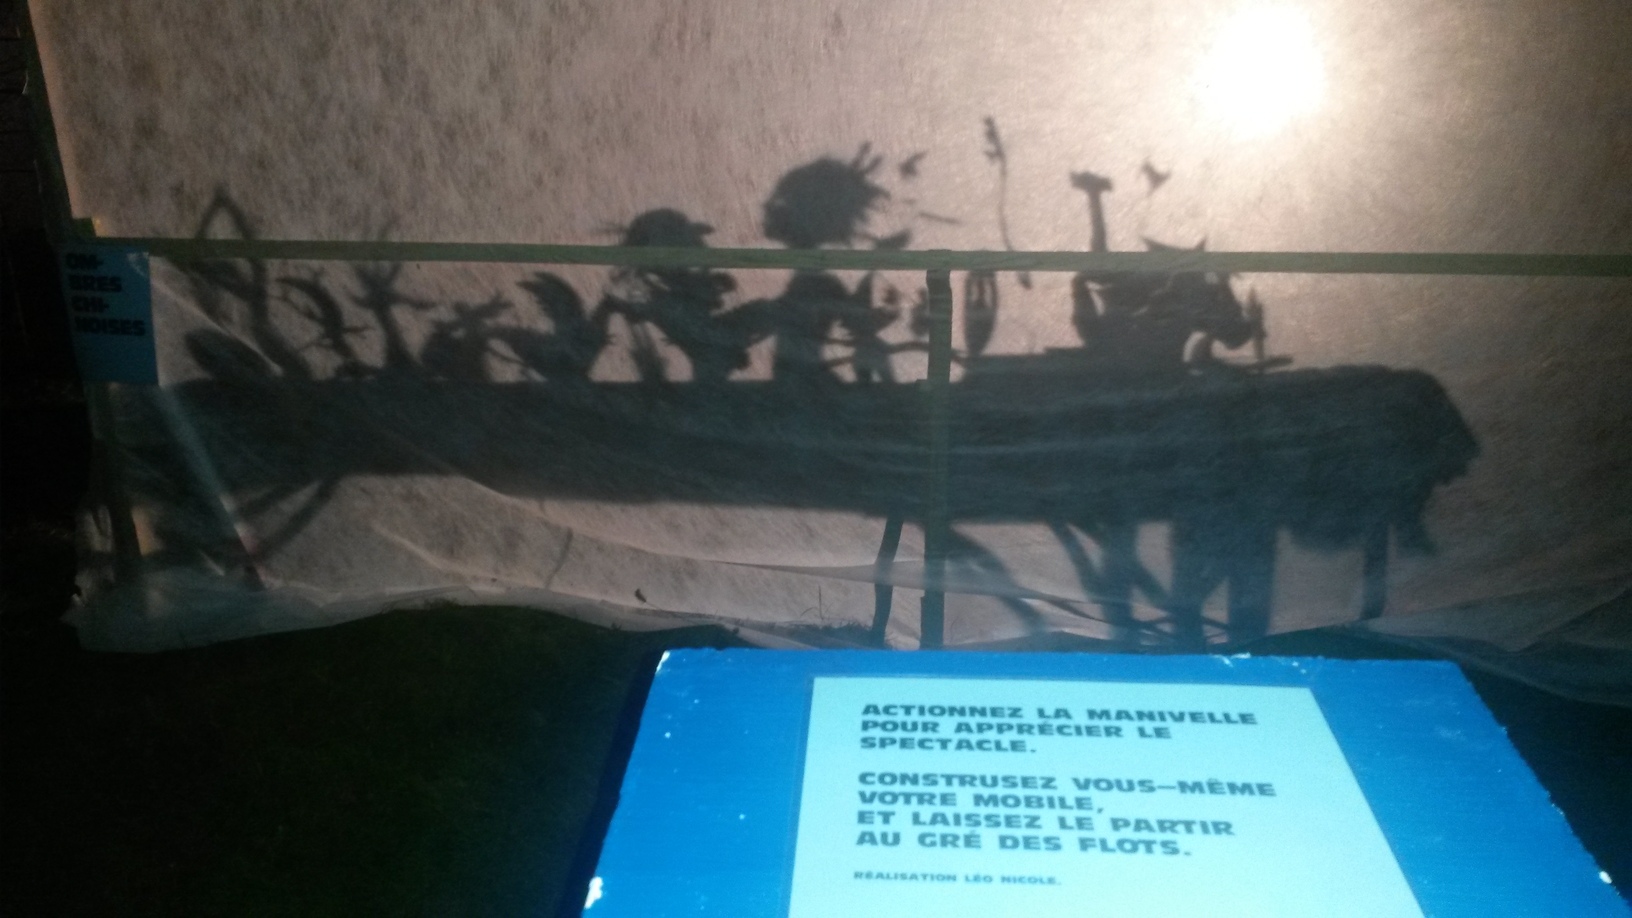 OM-
BRES
CHI-
NOISES
ACTIONNEZ LA MANIVELLE
POUR APPRÉCIER LE
SPECTACLE.
CONSTRUSEZ VOUS-MÊME
VOTRE MOBILE,
ET LAISSEZ LE PARTIR
AU GRÉ DES FLOTS.
RÉALISATION LÉO NICOLE.